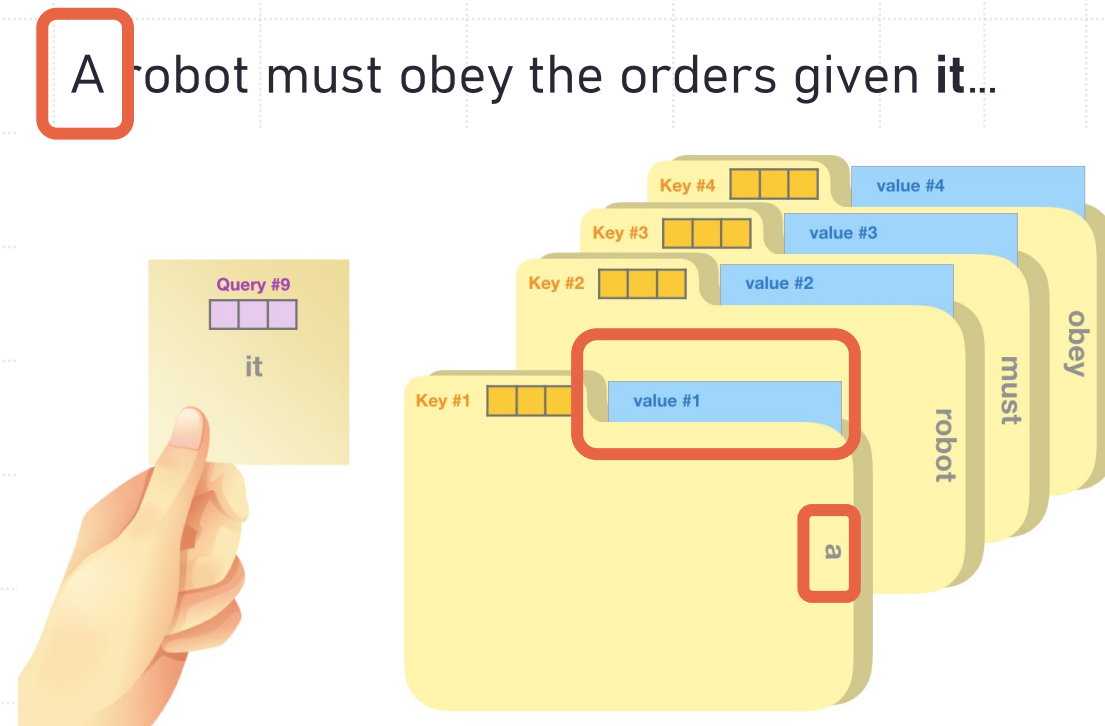 A robot must obey the orders given it...
Key #4 value #4
Key #3 value #3
Key #2 value #2
Query #9
it
Key #1 value #1
obey
must
robot
a